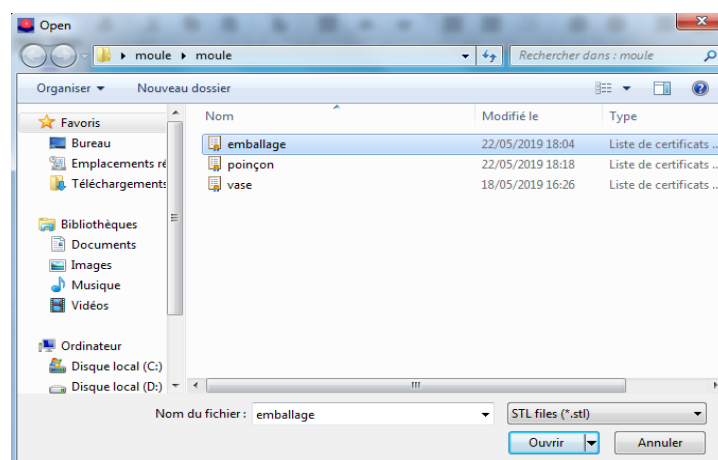 Open
moule ▸ moule
Rechercher dans : moule
Organiser ▾ Nouveau dossier
Nom Modifié le Type
Favoris
Bureau
Emplacements ré
Téléchargements
Bibliothèques
Documents
Images
Musique
Vidéos
Ordinateur
Disque local (C:)
Disque local (D:)
emballage 22/05/2019 18:04 Liste de certificats ...
poinçon 22/05/2019 18:18 Liste de certificats ...
vase 18/05/2019 16:26 Liste de certificats ...
Nom du fichier : emballage STL files (*.stl)
Ouvrir Annuler